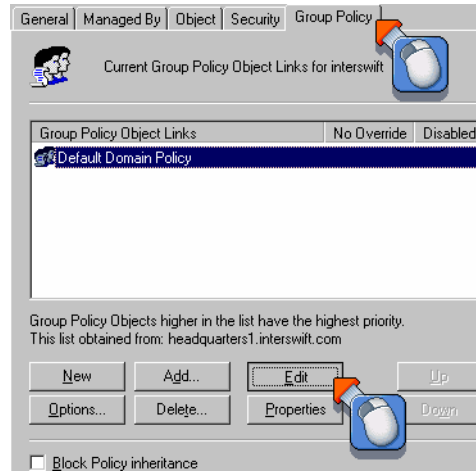 General Managed By Object Security Group Policy
Current Group Policy Object Links for interswift
Group Policy Object Links No Override Disabled
Default Domain Policy
Group Policy Objects higher in the list have the highest priority.
This list obtained from: headquarters1.interswift.com
New Add... Edit Up
Options... Delete... Properties Down
Block Policy inheritance